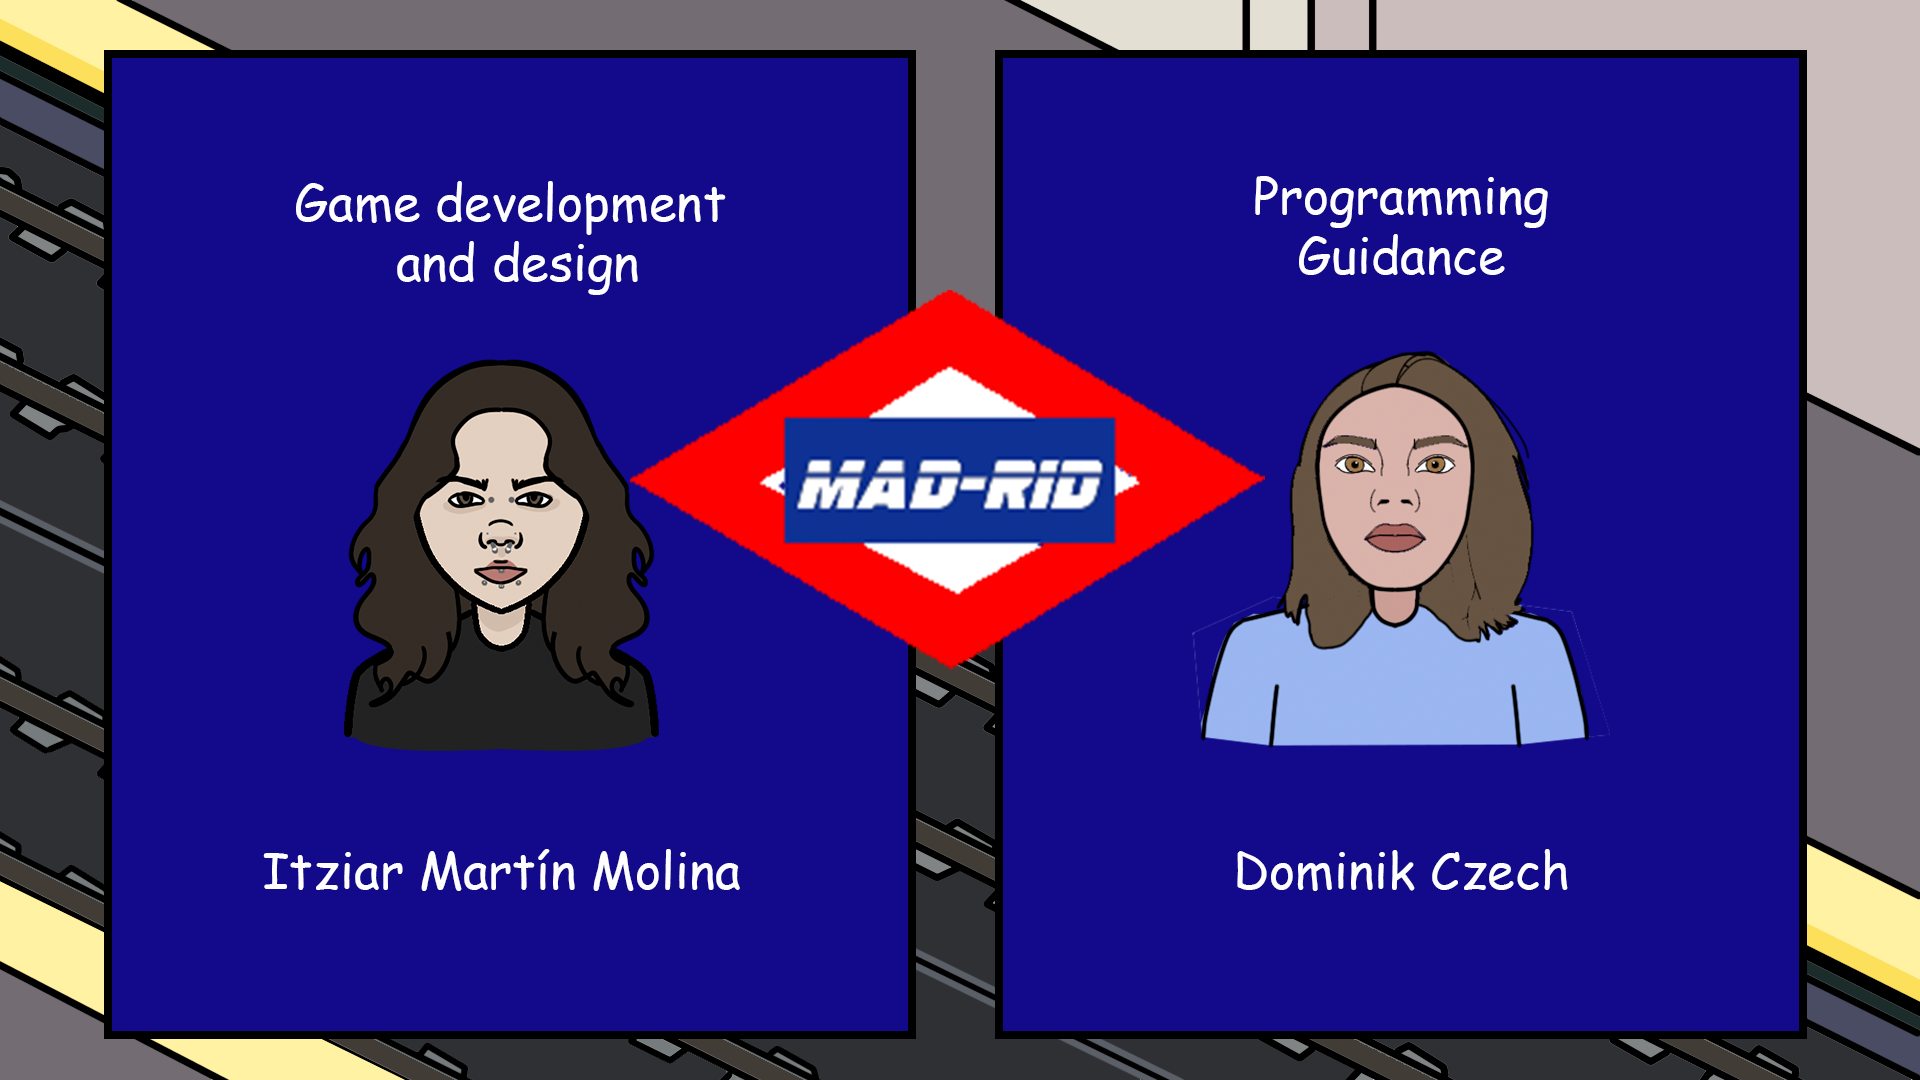 Game development
and design
Itziar Martín Molina
MAD-RID
Programming
Guidance
Dominik Czech